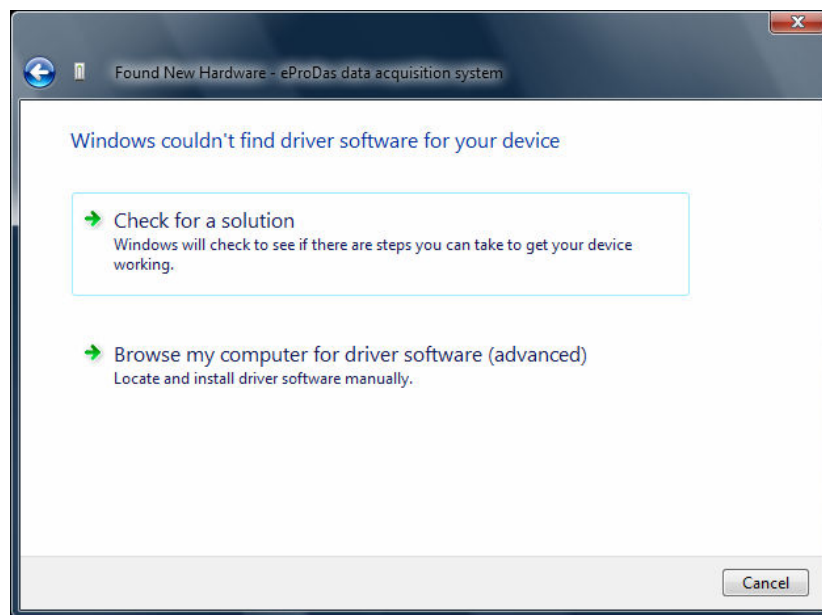 Found New Hardware - eProDas data acquisition system
Windows couldn't find driver software for your device
Check for a solution
Windows will check to see if there are steps you can take to get your device
working.
Browse my computer for driver software (advanced)
Locate and install driver software manually.
Cancel